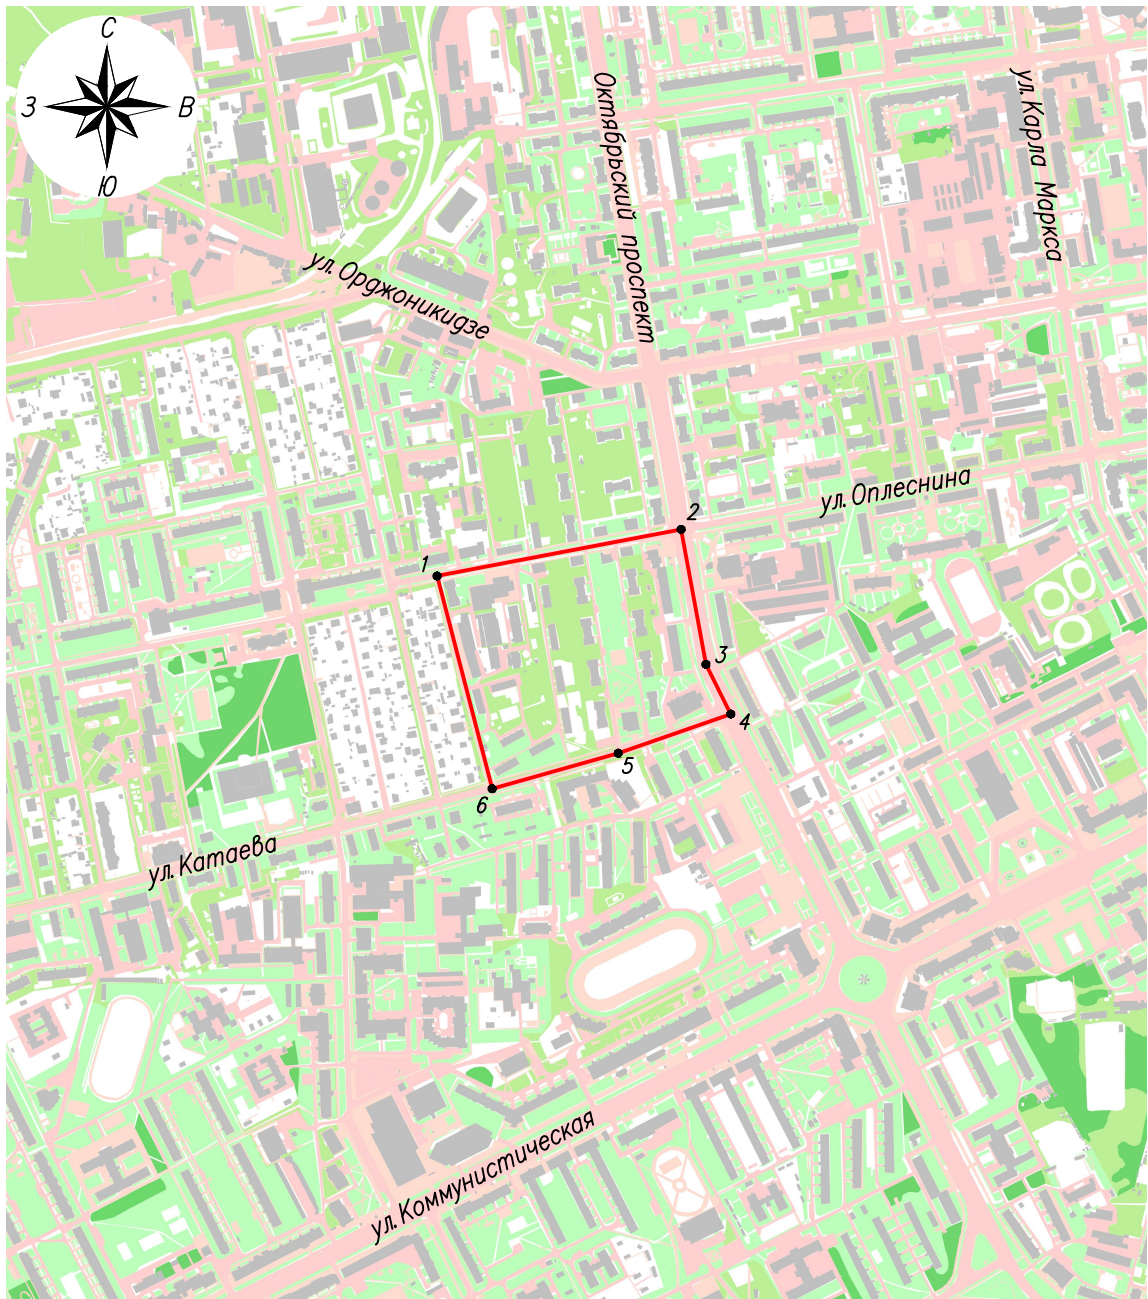 С
З
В
Ю
Октябрьский проспект
ул.Карла Маркса
ул.Орджоникидзе
ул.Оплеснина
2
1
3
4
5
6
ул.Катаева
ул.Коммунистическая